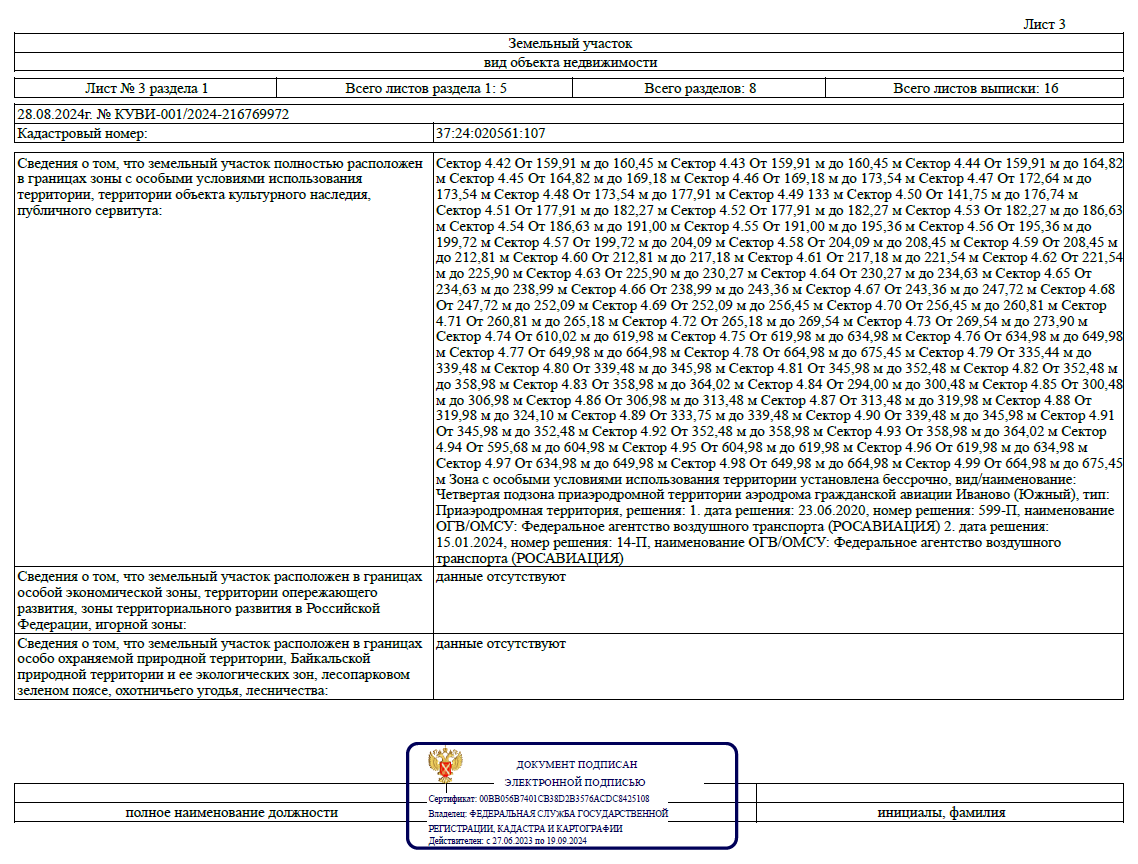 Лист 3
Земельный участок
вид объекта недвижимости
Лист № 3 раздела 1
Всего листов раздела 1: 5
Всего разделов: 8
Всего листов выписки: 16
28.08.2024г. № КУВИ-001/2024-216769972
Кадастровый номер:
37:24:020561:107
Сведения о том, что земельный участок полностью расположен
в границах зоны с особыми условиями использования
территории, территории объекта культурного наследия,
публичного сервитута:
Сектор 4.42 От 159,91 м до 160,45 м Сектор 4.43 От 159,91 м до 160,45 м Сектор 4.44 От 159,91 м до 164,82
м Сектор 4.45 От 164,82 м до 169,18 м Сектор 4.46 От 169,18 м до 173,54 м Сектор 4.47 От 172,64 м до
173,54 м Сектор 4.48 От 173,54 м до 177,91 м Сектор 4.49 133 м Сектор 4.50 От 141,75 м до 176,74 м
Сектор 4.51 От 177,91 м до 182,27 м Сектор 4.52 От 177,91 м до 182,27 м Сектор 4.53 От 182,27 м до 186,63
м Сектор 4.54 От 186,63 м до 191,00 м Сектор 4.55 От 191,00 м до 195,36 м Сектор 4.56 От 195,36 м до
199,72 м Сектор 4.57 От 199,72 м до 204,09 м Сектор 4.58 От 204,09 м до 208,45 м Сектор 4.59 От 208,45 м
до 212,81 м Сектор 4.60 От 212,81 м до 217,18 м Сектор 4.61 От 217,18 м до 221,54 м Сектор 4.62 От 221,54
м до 225,90 м Сектор 4.63 От 225,90 м до 230,27 м Сектор 4.64 От 230,27 м до 234,63 м Сектор 4.65 От
234,63 м до 238,99 м Сектор 4.66 От 238,99 м до 243,36 м Сектор 4.67 От 243,36 м до 247,72 м Сектор 4.68
От 247,72 м до 252,09 м Сектор 4.69 От 252,09 м до 256,45 м Сектор 4.70 От 256,45 м до 260,81 м Сектор
4.71 От 260,81 м до 265,18 м Сектор 4.72 От 265,18 м до 269,54 м Сектор 4.73 От 269,54 м до 273,90 м
Сектор 4.74 От 610,02 м до 619,98 м Сектор 4.75 От 619,98 м до 634,98 м Сектор 4.76 От 634,98 м до 649,98
м Сектор 4.77 От 649,98 м до 664,98 м Сектор 4.78 От 664,98 м до 675,45 м Сектор 4.79 От 335,44 м до
339,48 м Сектор 4.80 От 339,48 м до 345,98 м Сектор 4.81 От 345,98 м до 352,48 м Сектор 4.82 От 352,48 м
до 358,98 м Сектор 4.83 От 358,98 м до 364,02 м Сектор 4.84 От 294,00 м до 300,48 м Сектор 4.85 От 300,48
м до 306,98 м Сектор 4.86 От 306,98 м до 313,48 м Сектор 4.87 От 313,48 м до 319,98 м Сектор 4.88 От
319,98 м до 324,10 м Сектор 4.89 От 333,75 м до 339,48 м Сектор 4.90 От 339,48 м до 345,98 м Сектор 4.91
От 345,98 м до 352,48 м Сектор 4.92 От 352,48 м до 358,98 м Сектор 4.93 От 358,98 м до 364,02 м Сектор
4.94 От 595,68 м до 604,98 м Сектор 4.95 От 604,98 м до 619,98 м Сектор 4.96 От 619,98 м до 634,98 м
Сектор 4.97 От 634,98 м до 649,98 м Сектор 4.98 От 649,98 м до 664,98 м Сектор 4.99 От 664,98 м до 675,45
м Зона с особыми условиями использования территории установлена бессрочно, вид/наименование:
Четвертая подзона приаэродромной территории аэродрома гражданской авиации Иваново (Южный), тип:
Приаэродромная территория, решения: 1. дата решения: 23.06.2020, номер решения: 599-П, наименование
ОГВ/ОМСУ: Федеральное агентство воздушного транспорта (РОСАВИАЦИЯ) 2. дата решения:
15.01.2024, номер решения: 14-П, наименование ОГВ/ОМСУ: Федеральное агентство воздушного
транспорта (РОСАВИАЦИЯ)
Сведения о том, что земельный участок расположен в границах
особой экономической зоны, территории опережающего
развития, зоны территориального развития в Российской
Федерации, игорной зоны:
данные отсутствуют
Сведения о том, что земельный участок расположен в границах
особо охраняемой природной территории, Байкальской
природной территории и ее экологических зон, лесопарковом
зеленом поясе, охотничьего угодья, лесничества:
данные отсутствуют
ДОКУМЕНТ ПОДПИСАН
ЭЛЕКТРОННОЙ ПОДПИСЬЮ
Сертификат: 00BB056B7401CB38D2B3576ACDC8425108
Владелец: ФЕДЕРАЛЬНАЯ СЛУЖБА ГОСУДАРСТВЕННОЙ
РЕГИСТРАЦИИ, КАДАСТРА И КАРТОГРАФИИ
Действителен: с 27.06.2023 по 19.09.2024
полное наименование должности
инициалы, фамилия